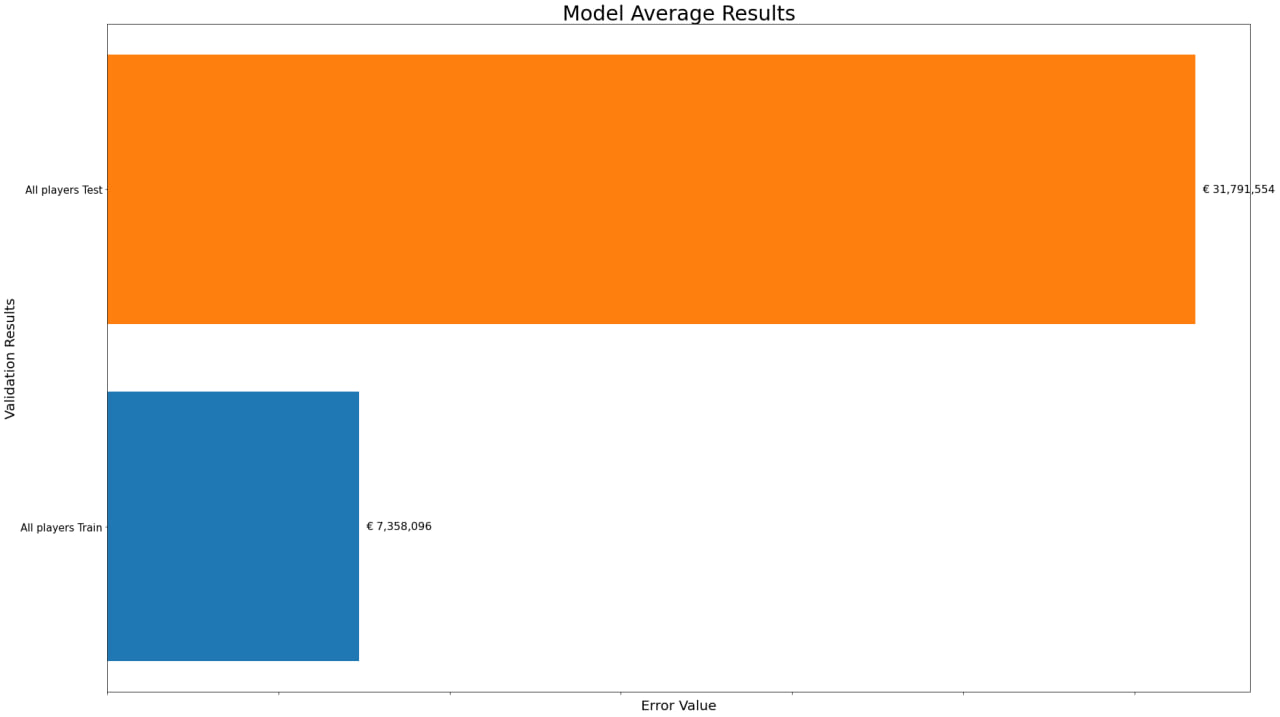 Model Average Results
All players Test
€ 31,791,554
Validation Results
All players Train
€ 7,358,096
Error Value